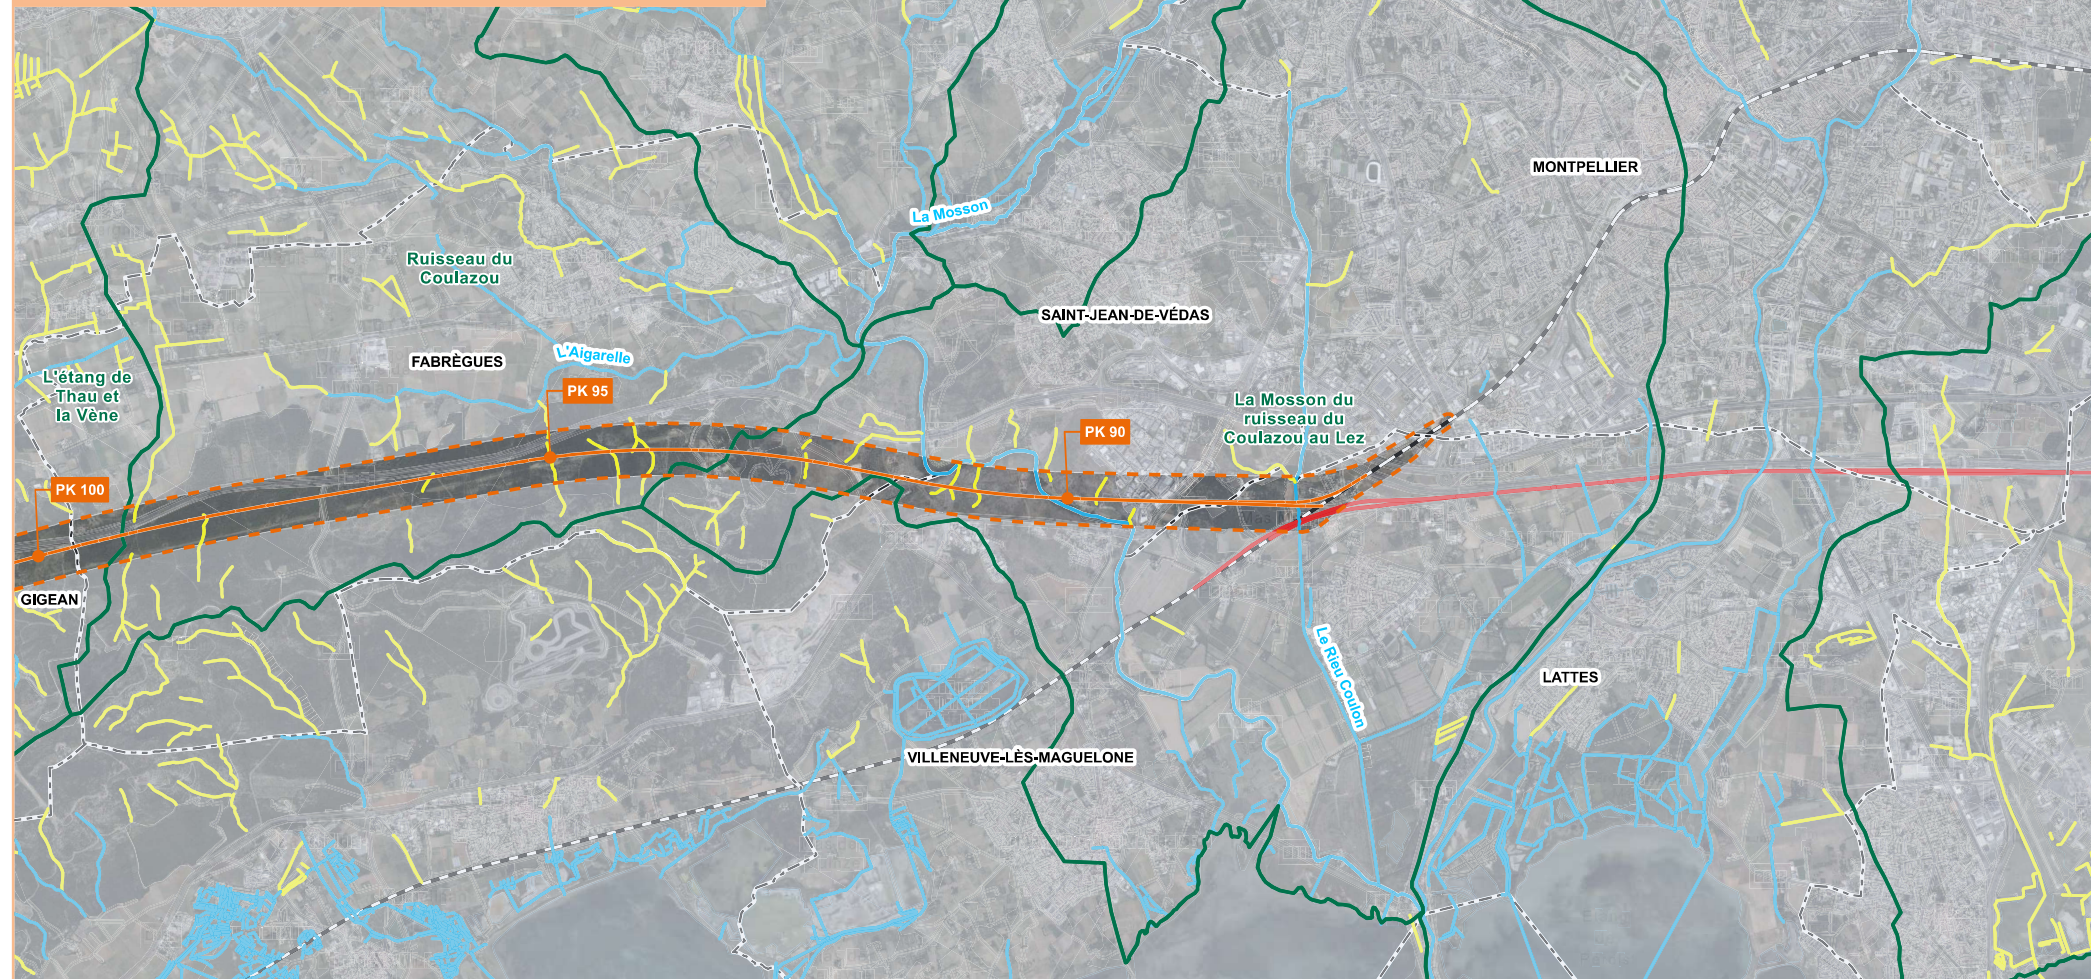 MONTPELLIER
La Mosson
Ruisseau du
Coulazou
SAINT-JEAN-DE-VÉDAS
L'Aigarelle
FABRÈGUES
L'étang de
Thau et
la Vène
PK 95
La Mosson du
ruisseau du
Coulazou au Lez
PK 90
PK 100
GIGEAN
Le Rieu Coulon
LATTES
VILLENEUVE-LÈS-MAGUELONE